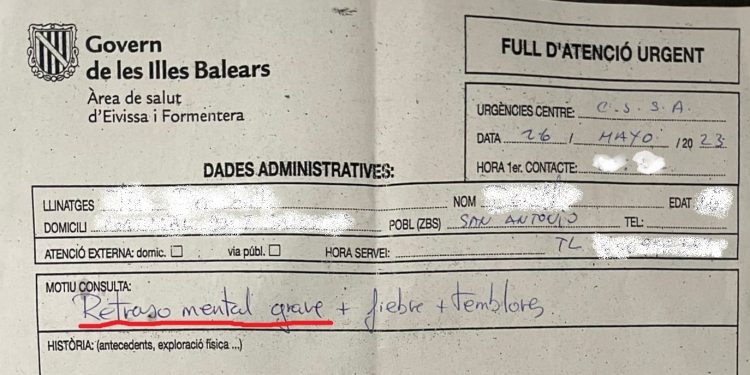 Govern
de les Illes Balears
Àrea de salut
d'Eivissa i Formentera
FULL D'ATENCIÓ URGENT
URGÈNCIES CENTRE: C.S.S.A.
DATA 26 / MAYO / 2023
HORA 1er. CONTACTE:
DADES ADMINISTRATIVES:
LLINATGES NOM EDAT
DOMICILI POBL (ZBS) SAN ANTONIO TEL:
ATENCIÓ EXTERNA: domic. via públ. HORA SERVEI: TL
MOTIU CONSULTA:
Retraso mental grave + fiebre + temblores
HISTÒRIA: (antecedents, exploració física ...)